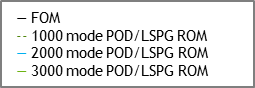 FOM
1000 mode POD/LSPG ROM
2000 mode POD/LSPG ROM
3000 mode POD/LSPG ROM